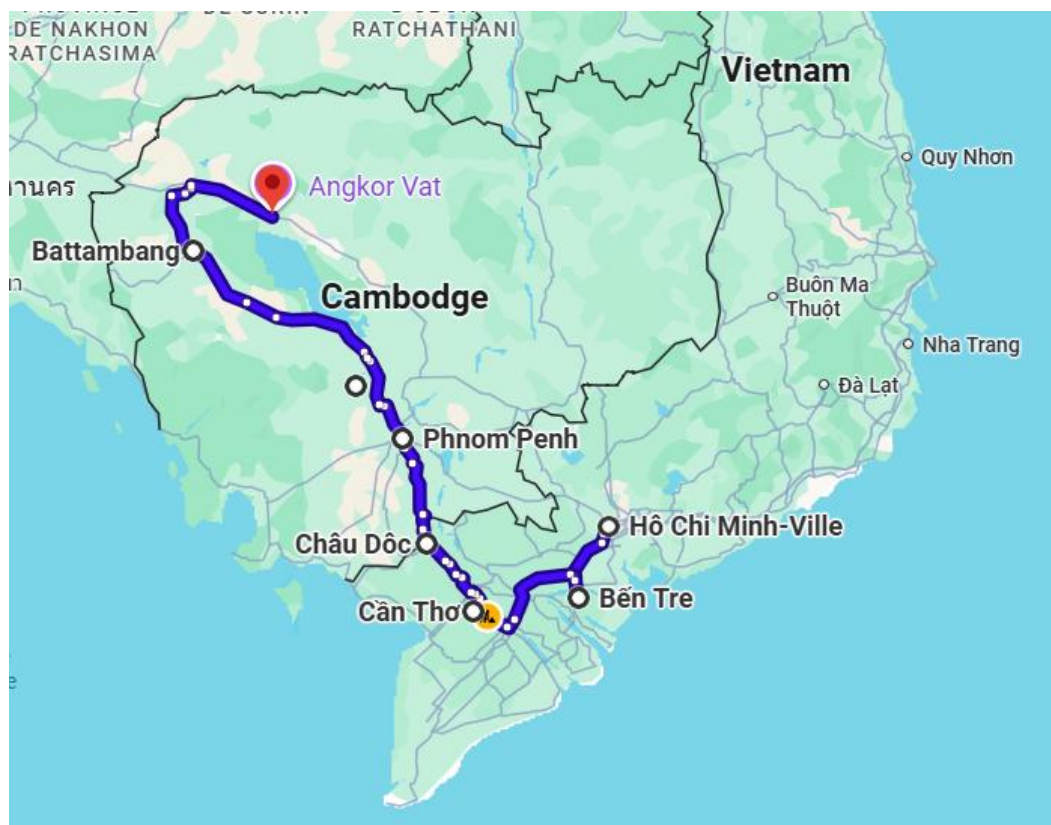 DE NAKHON
RATCHASIMA
RATCHATHANI
Vietnam
Quy Nhơn
านคร
Angkor Vat
Battambang
Cambodge
Buôn Ma
Thuột
Nha Trang
Đà Lạt
Phnom Penh
Hô Chi Minh-Ville
Châu Dôc
Bến Tre
Cần Thơ